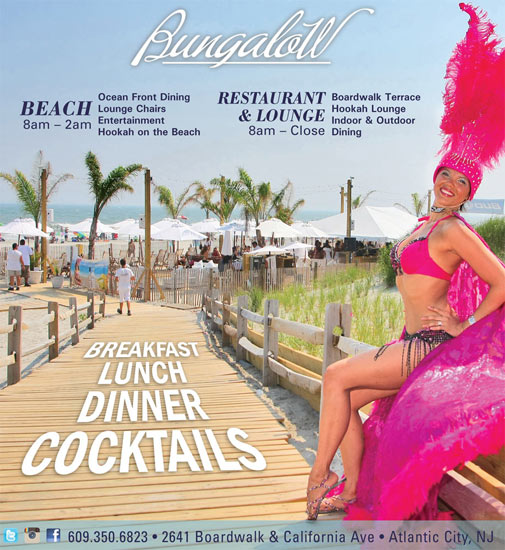 Bungalow
BEACH
8am – 2am
Ocean Front Dining
Lounge Chairs
Entertainment
Hookah on the Beach
RESTAURANT
& LOUNGE
8am – Close
Boardwalk Terrace
Hookah Lounge
Indoor & Outdoor
Dining
BREAKFAST
LUNCH
DINNER
COCKTAILS
609.350.6823 • 2641 Boardwalk & California Ave • Atlantic City, NJ